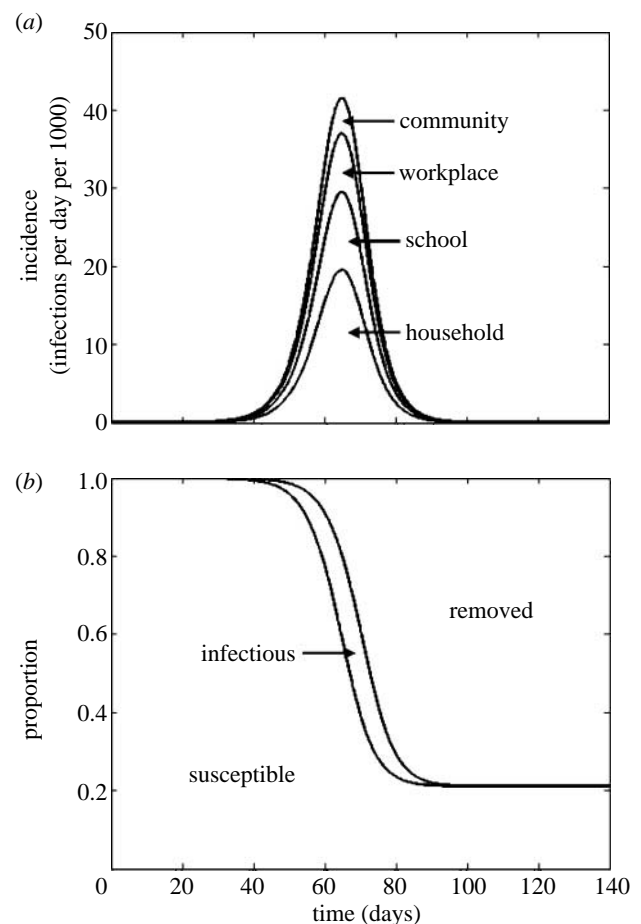 (a)
50
40
30
20
10
0
incidence
(infections per day per 1000)
community
workplace
school
household
(b)
1.0
0.8
0.6
0.4
0.2
proportion
removed
infectious
susceptible
0 20 40 60 80 100 120 140
time (days)